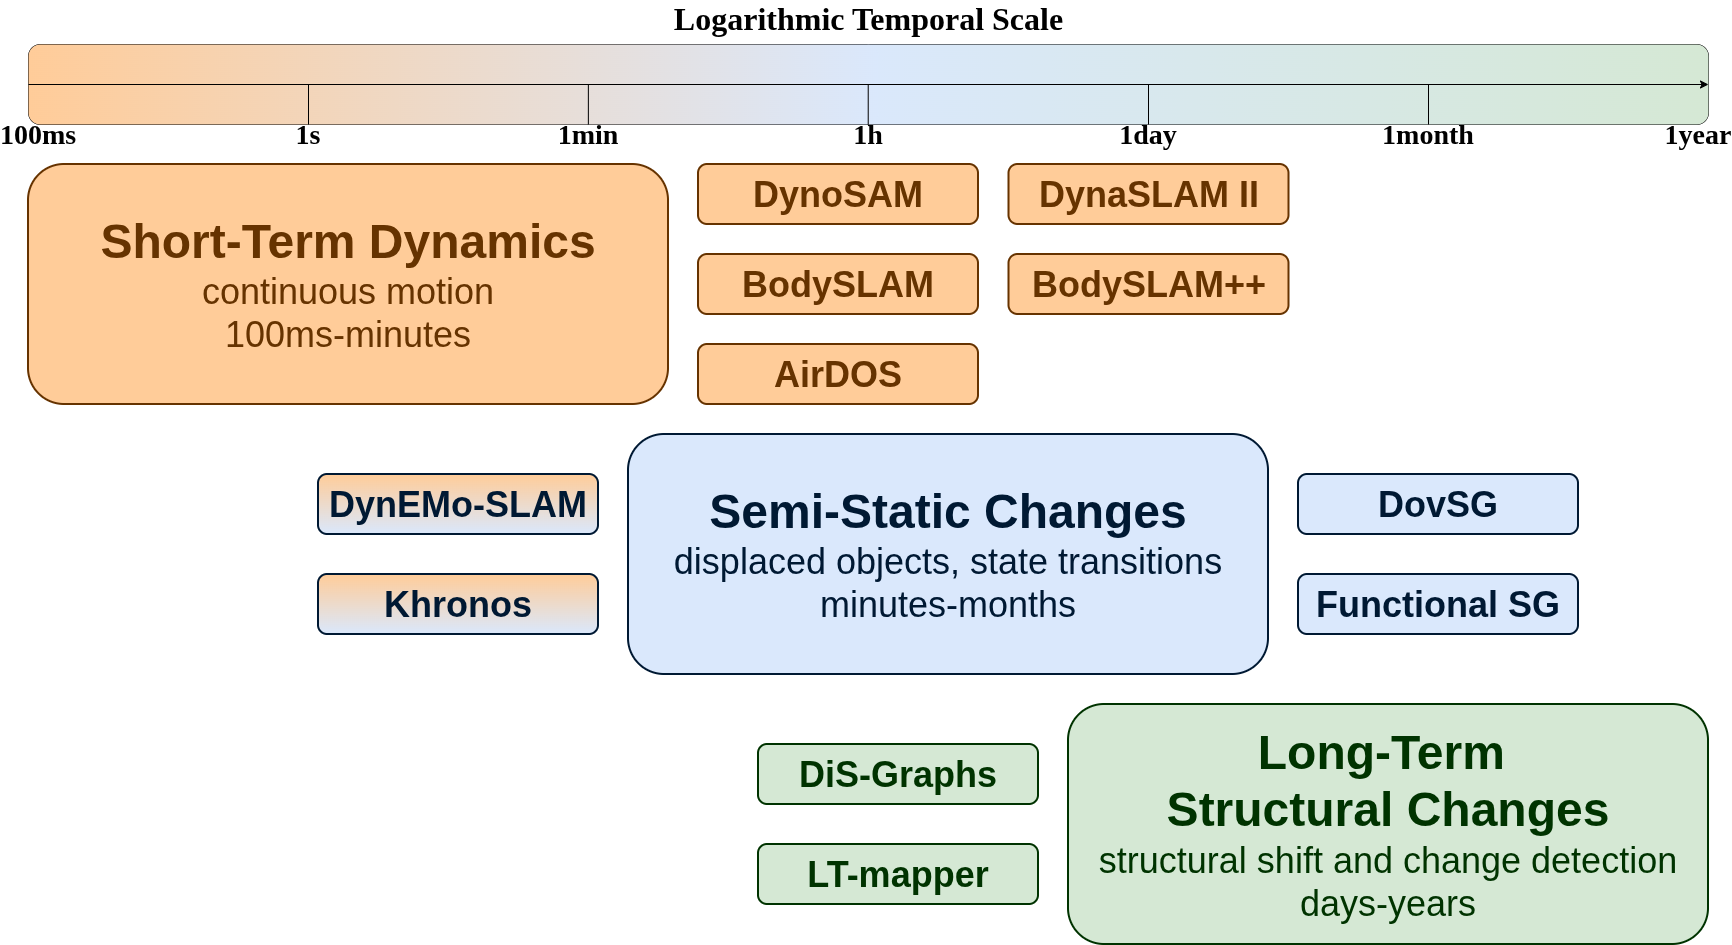 Logarithmic Temporal Scale
100ms 1s 1min 1h 1day 1month 1year
Short-Term Dynamics
continuous motion
100ms-minutes
DynoSAM DynaSLAM II
BodySLAM BodySLAM++
AirDOS
DynEMo-SLAM
Khronos
Semi-Static Changes
displaced objects, state transitions
minutes-months
DovSG
Functional SG
DiS-Graphs
LT-mapper
Long-Term
Structural Changes
structural shift and change detection
days-years